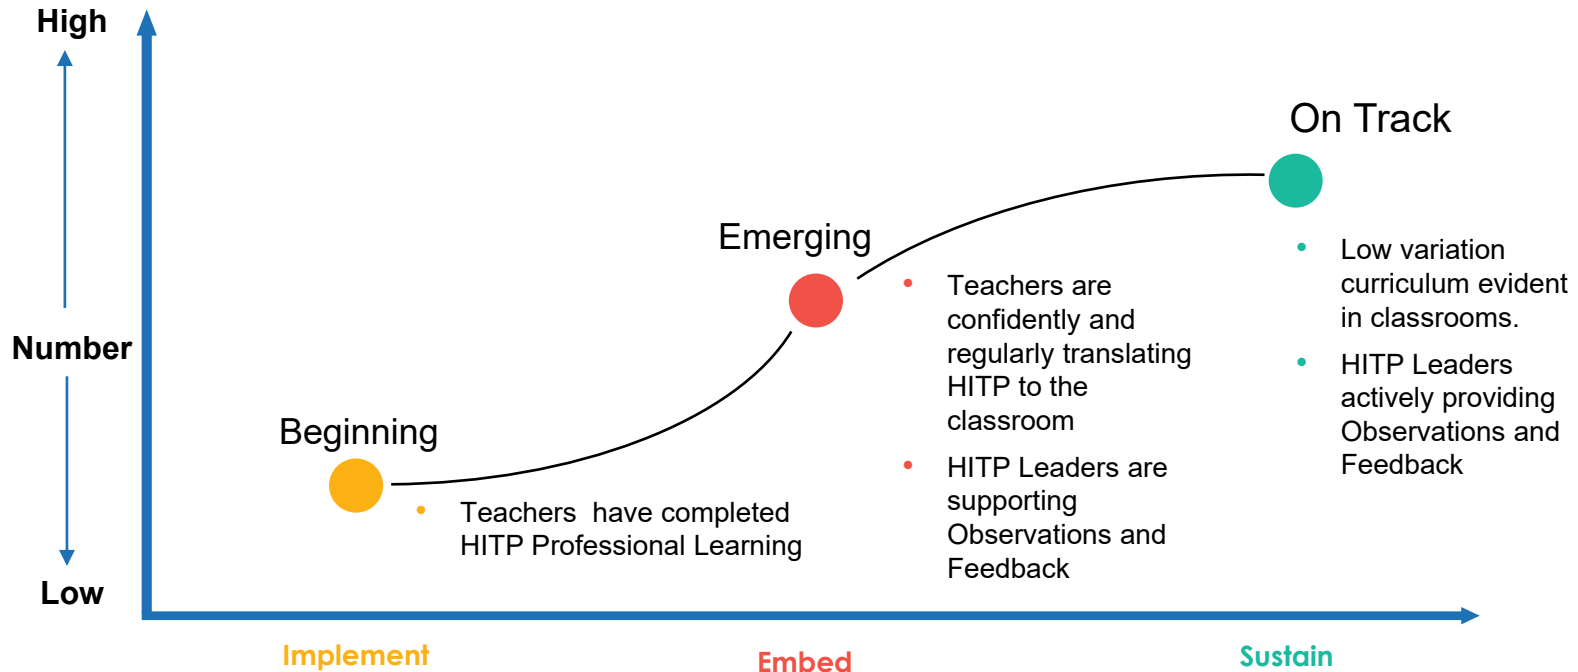 High
Number
Low
Beginning
• Teachers  have completed
HITP Professional Learning
Emerging
• Teachers are
confidently and
regularly translating
HITP to the
classroom
• HITP Leaders are
supporting
Observations and
Feedback
On Track
• Low variation
curriculum evident
in classrooms.
• HITP Leaders
actively providing
Observations and
Feedback
Implement
Embed
Sustain